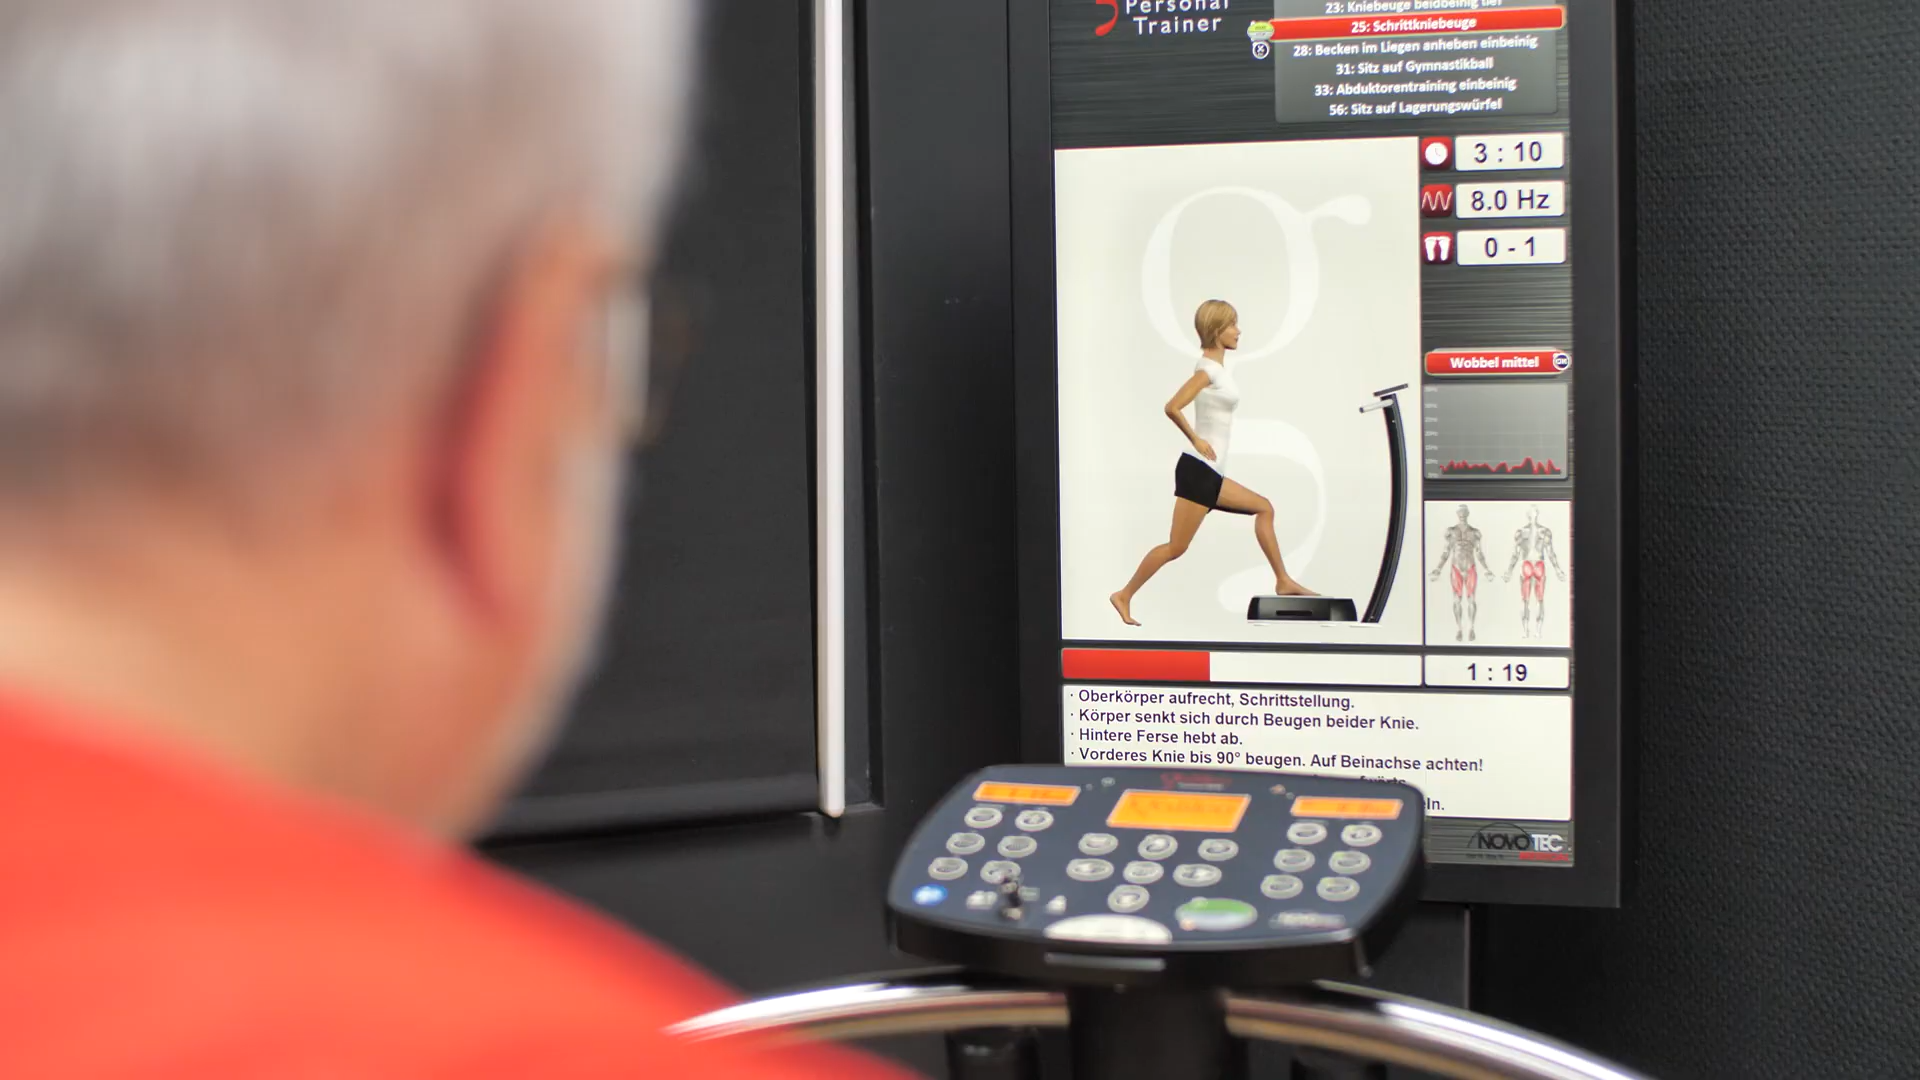 Personal
Trainer
23: Kniebeuge beidbeinig tief
25: Schrittkniebeuge
28: Becken im Liegen anheben einbeinig
31: Sitz auf Gymnastikball
33: Abduktorentraining einbeinig
56: Sitz auf Lagerungswürfel
3 : 10
8.0 Hz
0 - 1
Wobbel mittel OK
1 : 19
· Oberkörper aufrecht, Schrittstellung.
· Körper senkt sich durch Beugen beider Knie.
· Hintere Ferse hebt ab.
· Vorderes Knie bis 90° beugen. Auf Beinachse achten!
NOVOTEC